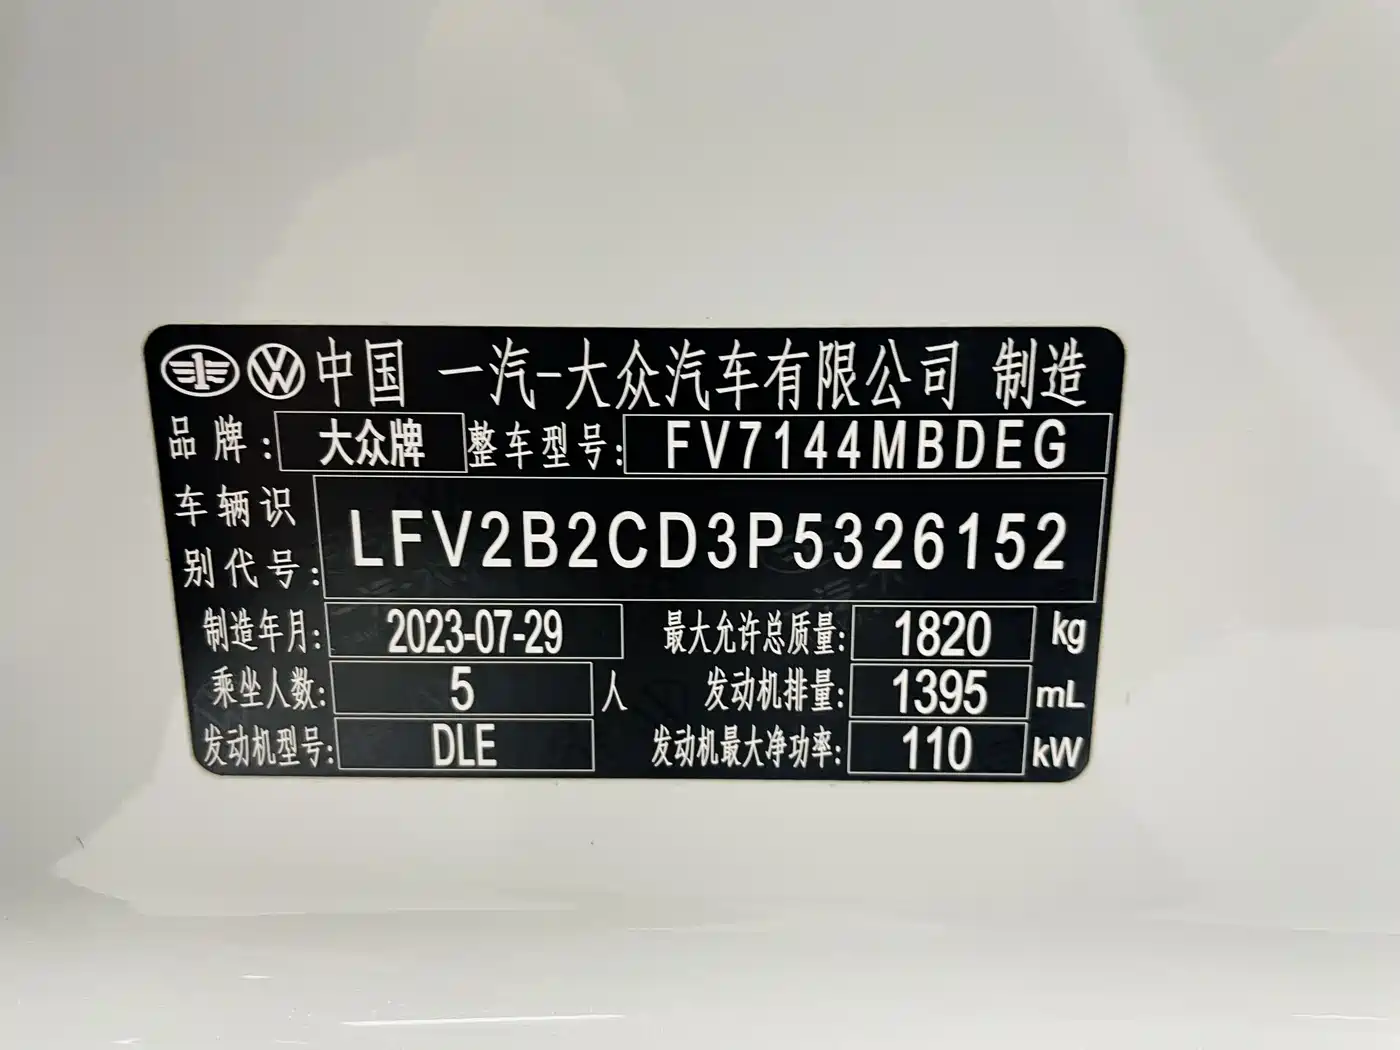 中国 一汽-大众汽车有限公司 制造
品牌: 大众牌 整车型号: FV7144MBDEG
车辆识别代号: LFV2B2CD3P5326152
制造年月: 2023-07-29 最大允许总质量: 1820 kg
乘坐人数: 5 人 发动机排量: 1395 mL
发动机型号: DLE 发动机最大净功率: 110 kW